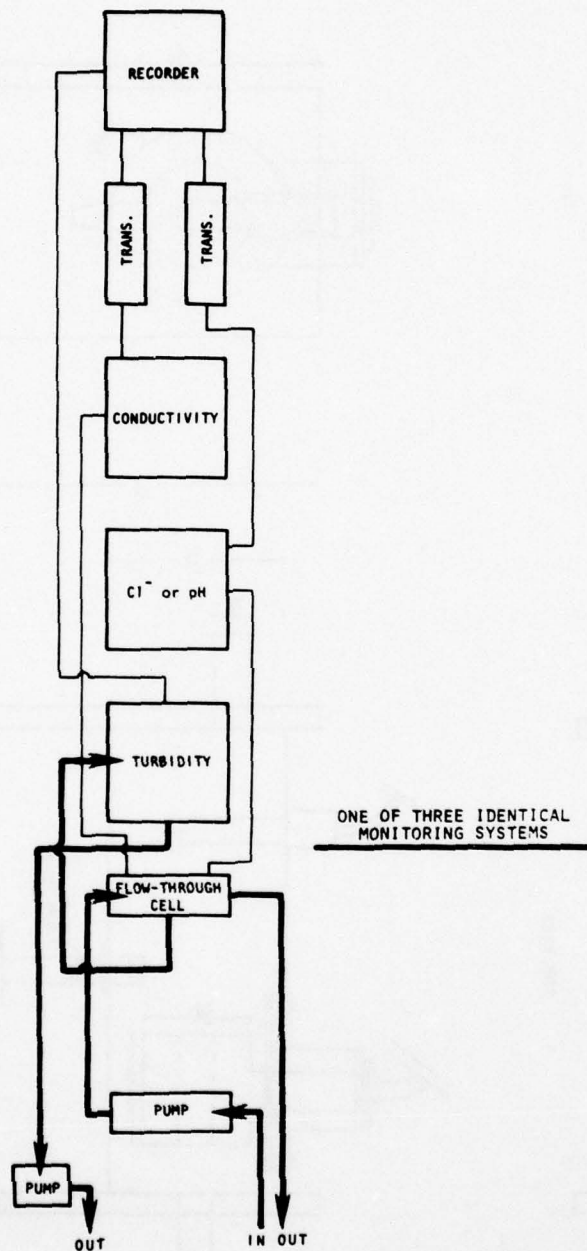 RECORDER
TRANS.
TRANS.
CONDUCTIVITY
Cl⁻ or pH
TURBIDITY
ONE OF THREE IDENTICAL
MONITORING SYSTEMS
FLOW-THROUGH
CELL
PUMP
PUMP
OUT
IN OUT